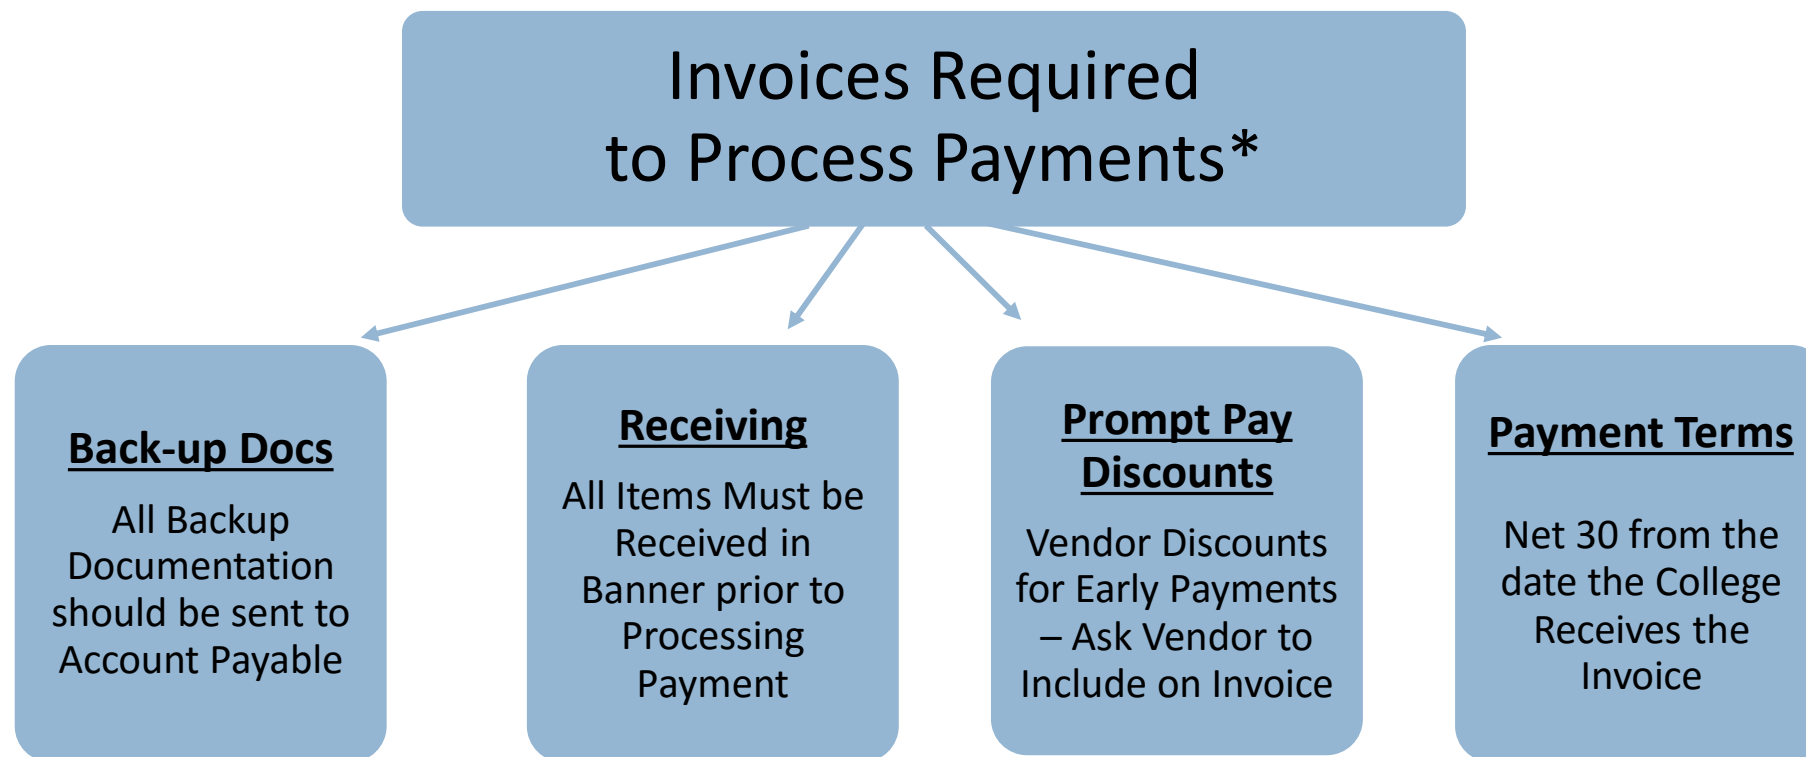 Invoices Required
to Process Payments*
Back-up Docs
All Backup
Documentation
should be sent to
Account Payable
Receiving
All Items Must be
Received in
Banner prior to
Processing
Payment
Prompt Pay
Discounts
Vendor Discounts
for Early Payments
– Ask Vendor to
Include on Invoice
Payment Terms
Net 30 from the
date the College
Receives the
Invoice